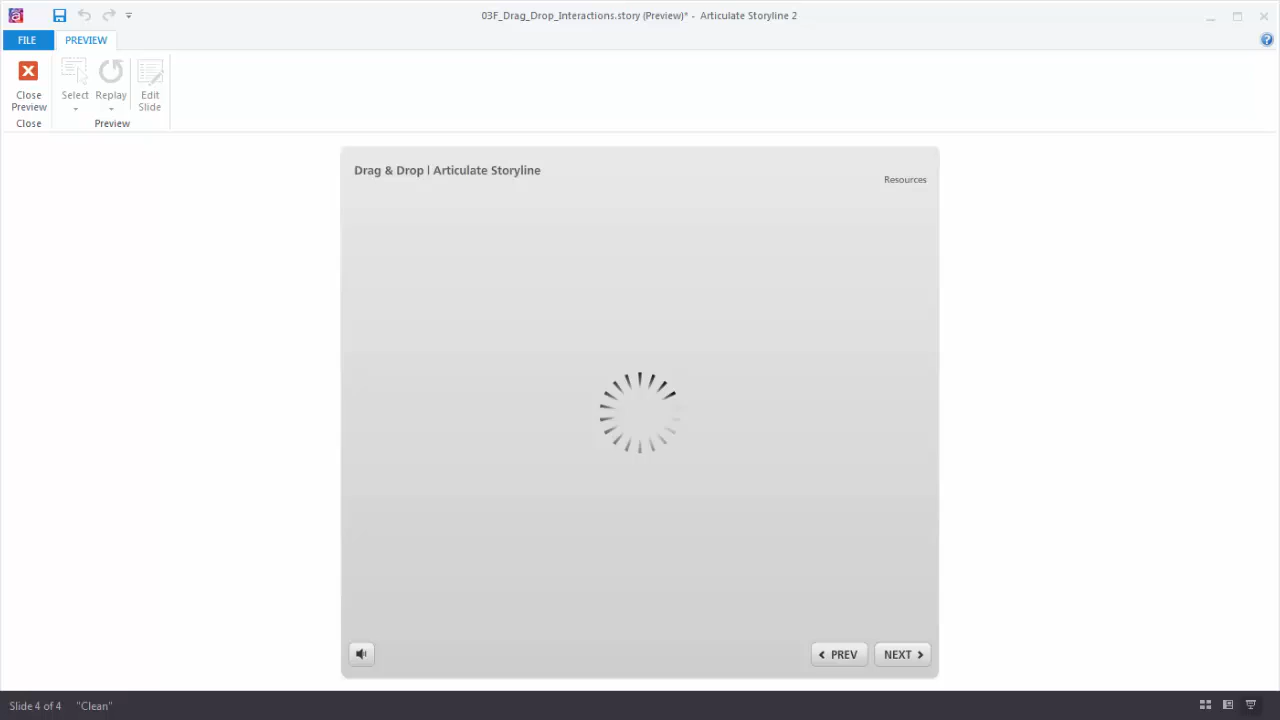 03F_Drag_Drop_Interactions.story (Preview)* - Articulate Storyline 2
FILE
PREVIEW
Close Preview
Select
Replay
Edit Slide
Close
Preview
Drag & Drop | Articulate Storyline
Resources
PREV
NEXT
Slide 4 of 4 "Clean"